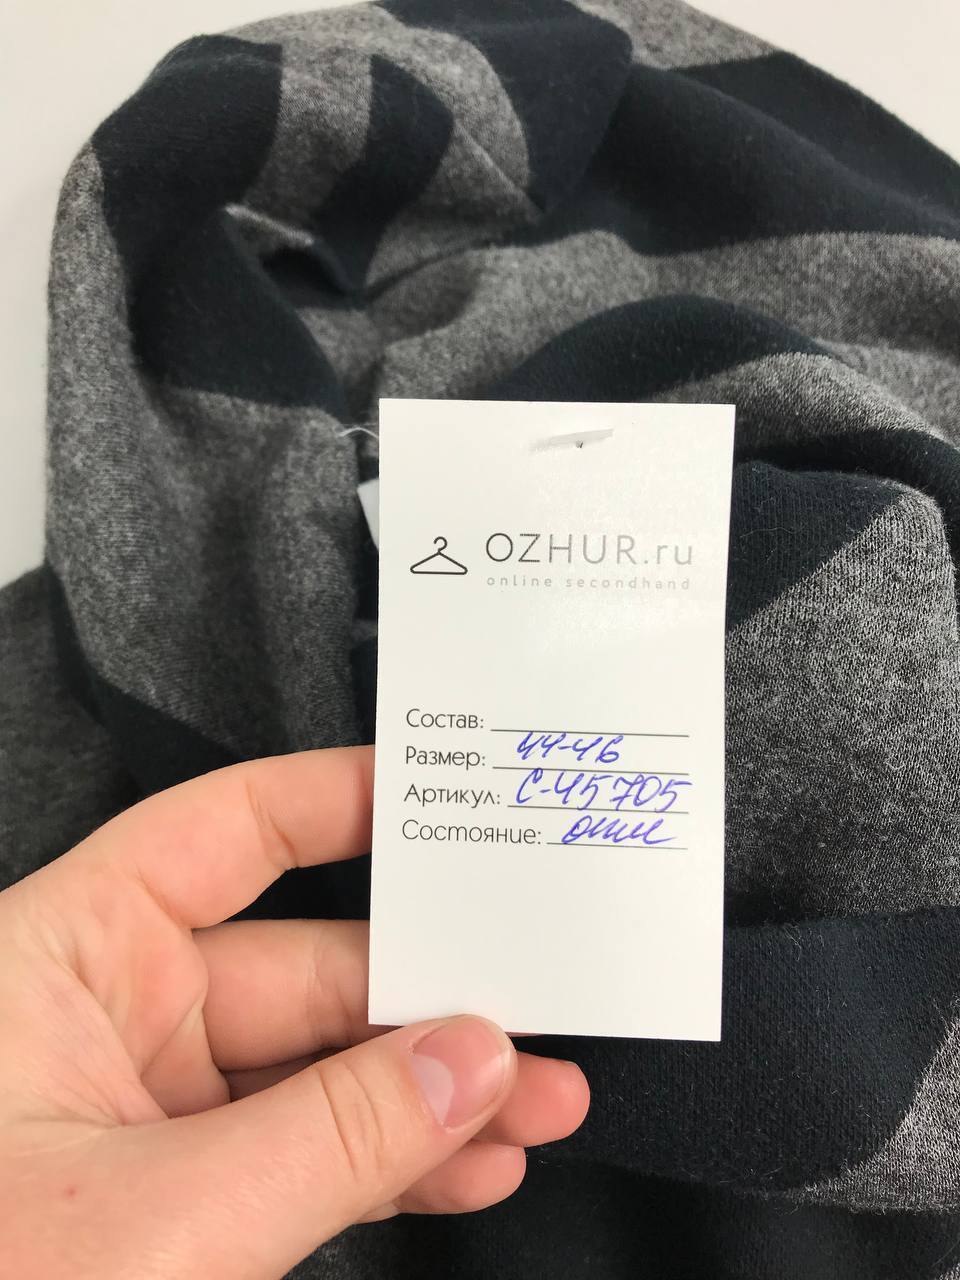 OZHUR.ru
online secondhand
Состав:
Размер: 44-46
Артикул: С-45705
Состояние: отл